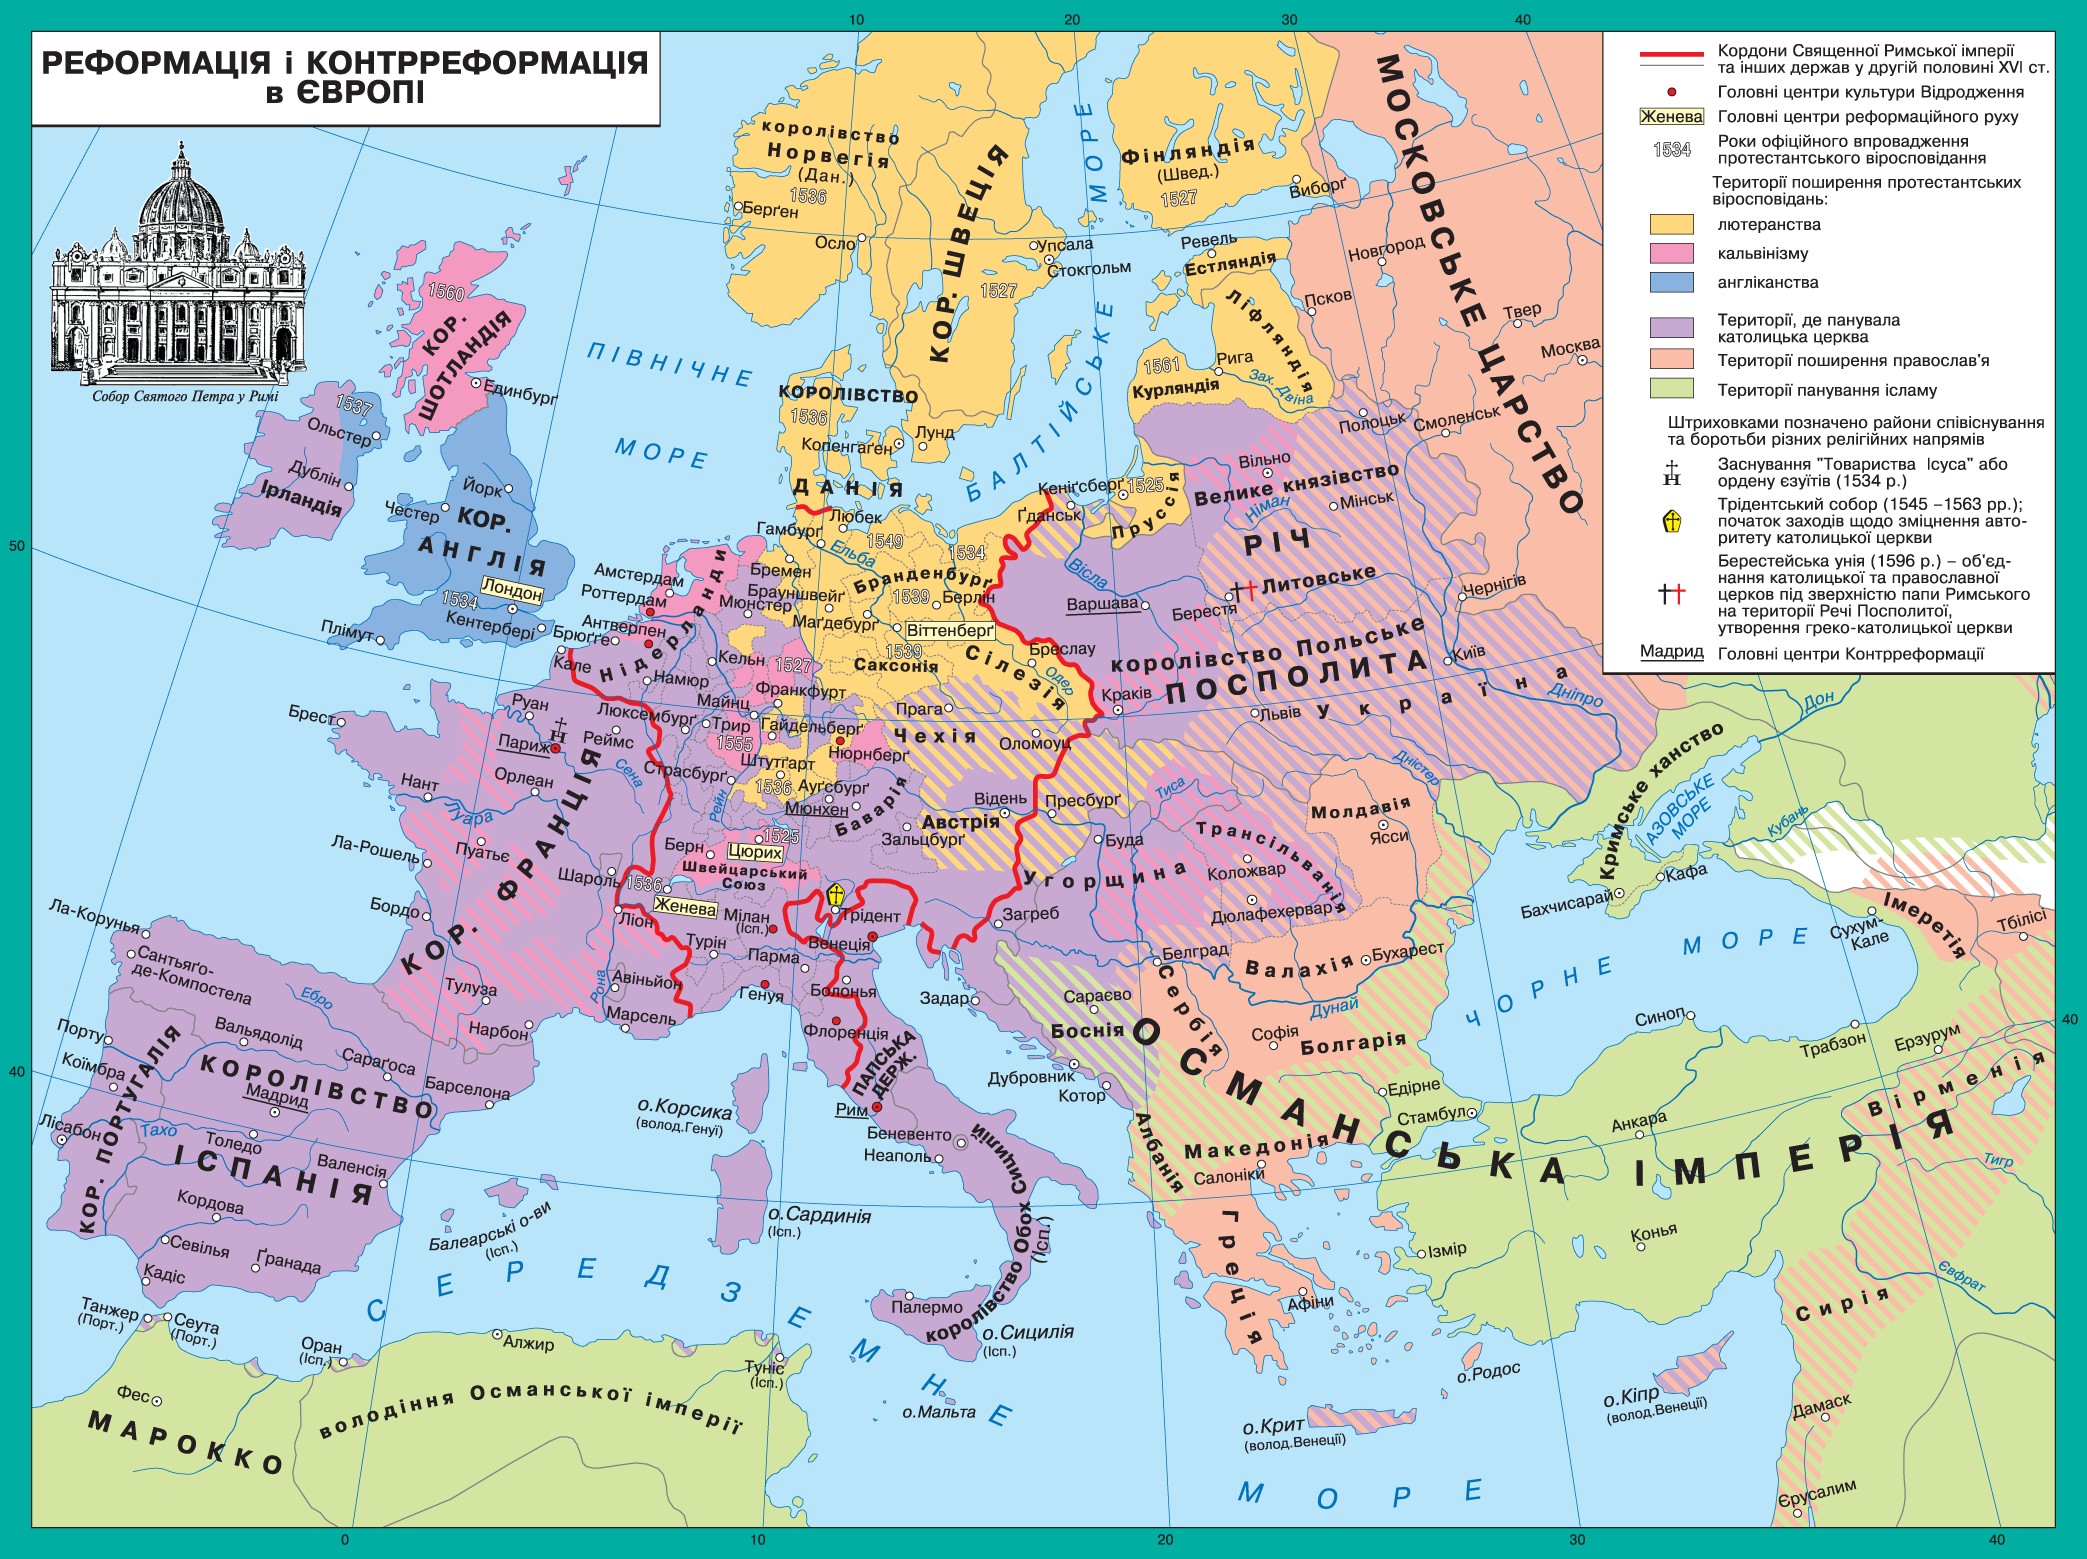 10 20 30 40
РЕФОРМАЦІЯ і КОНТРРЕФОРМАЦІЯ
в ЄВРОПІ
Собор Святого Петра у Римі
Кордони Священної Римської імперії
та інших держав у другій половині XVI ст.
Головні центри культури Відродження
Женева
Головні центри реформаційного руху
1534
Роки офіційного впровадження
протестантського віросповідання
Території поширення протестантських
віросповідань:
лютеранства
кальвінізму
англіканства
Території, де панувала
католицька церква
Території поширення православ'я
Території панування ісламу
Штриховками позначено райони співіснування
та боротьби різних релігійних напрямів
Заснування "Товариства Ісуса" або
ордену єзуїтів (1534 р.)
Трідентський собор (1545 –1563 рр.);
початок заходів щодо зміцнення авто-
ритету католицької церкви
Берестейська унія (1596 р.) – об'єд-
нання католицької та православної
церков під зверхністю папи Римського
на території Речі Посполитої,
утворення греко-католицької церкви
Мадрид
Головні центри Контрреформації
королівство
Норвегія
(Дан.)
1536
Берґен
Осло
КОР. ШВЕЦІЯ
1527
Упсала
Стокгольм
МОРЕ
БАЛТІЙСЬКЕ
Фінляндія
(Швед.)
1527
Виборґ
Ревель
Естляндія
Ліфляндія
1561
Рига
Курляндія
Зах. Двіна
МОСКОВСЬКЕ ЦАРСТВО
Новгород
Псков
Твер
Москва
Смоленськ
Полоцьк
1560
КОР.
ШОТЛАНДІЯ
Единбург
1537
Ольстер
Дублін
Ірландія
Йорк
Честер
КОР.
АНГЛІЯ
Лондон
1534
Кентербері
Плімут
ПІВНІЧНЕ
МОРЕ
КОРОЛІВСТВО
1536
Копенгаґен
Лунд
ДАНІЯ
Любек
Гамбурґ
1549
Ельба
1534
Бремен
Бранденбурґ
Брауншвейґ
1539
Берлін
Мюнстер
Маґдебурґ
Віттенберґ
1539
Саксонія
Сілезія
Бреслау
Одер
Кеніґсберґ
1525
Ґданськ
Пруссія
Вісла
Варшава
Вільно
Велике князівство
Німан
Мінськ
РІЧ
Литовське
Берестя
Чернігів
королівство Польське
ПОСПОЛИТА
Київ
Україна
Дніпро
Краків
Львів
Дністер
Амстердам
Роттердам
Антверпен
Брюґґе
Кале
Нідерланди
Намюр
Кельн
1527
Франкфурт
Майнц
Люксембурґ
Трир
Гайдельберґ
1555
Нюрнберґ
Штутґарт
Страсбурґ
1536
Ауґсбурґ
Мюнхен
Баварія
Рейн
Прага
Чехія
Оломоуц
Відень
Пресбурґ
Австрія
Зальцбурґ
Буда
Угорщина
Тиса
Трансільванія
Коложвар
Дюлафехервар
Молдавія
Ясси
Валахія
Бухарест
Дунай
Брест
Руан
Париж
Реймс
Сена
Нант
Орлеан
Луара
Ла-Рошель
Пуатьє
КОР. ФРАНЦІЯ
Бордо
Шароль
Ліон
Рона
Авіньйон
Тулуза
Нарбон
Марсель
Берн
1525
Цюрих
Швейцарський
Союз
1536
Женева
Мілан
(Ісп.)
Турін
Парма
Генуя
Трідент
Венеція
Болонья
Флоренція
ПАПСЬКА
ДЕРЖ.
Рим
Беневенто
Неаполь
королівство Обох Сицилій
(Ісп.)
Палермо
о.Сицилія
(Ісп.)
о.Мальта
о.Корсика
(волод.Генуї)
о.Сардинія
(Ісп.)
Загреб
Задар
Белград
Сербія
Сараєво
Боснія
Дубровник
Котор
Софія
Болгарія
Албанія
Македонія
Салоніки
Едірне
Стамбул
Греція
Афіни
о.Крит
(волод.Венеції)
о.Родос
о.Кіпр
(волод.Венеції)
ОСМАНСЬКА ІМПЕРІЯ
Ізмір
Конья
Анкара
Синоп
Трабзон
Ерзурум
Вірменія
Тигр
Євфрат
Сирія
Дамаск
Єрусалим
Кримське ханство
Дон
АЗОВСЬКЕ
МОРЕ
Кубань
Кафа
Бахчисарай
ЧОРНЕ МОРЕ
Сухум-
Кале
Імеретія
Тбілісі
Ла-Корунья
Сантьяґо-
де-Компостела
Ебро
Порту
Коїмбра
Вальядолід
Сараґоса
Барселона
КОРОЛІВСТВО
Мадрид
КОР. ПОРТУГАЛІЯ
Лісабон
Тахо
Толедо
ІСПАНІЯ
Валенсія
Кордова
Севілья
Ґранада
Кадіс
Балеарські о-ви
(Ісп.)
СЕРЕДЗЕМНЕ
МОРЕ
Танжер
(Порт.)
Сеута
(Порт.)
Оран
(Ісп.)
Алжир
Туніс
(Ісп.)
Фес
МАРОККО
володіння Османської імперії
50
40
40
0 10 20 30 40